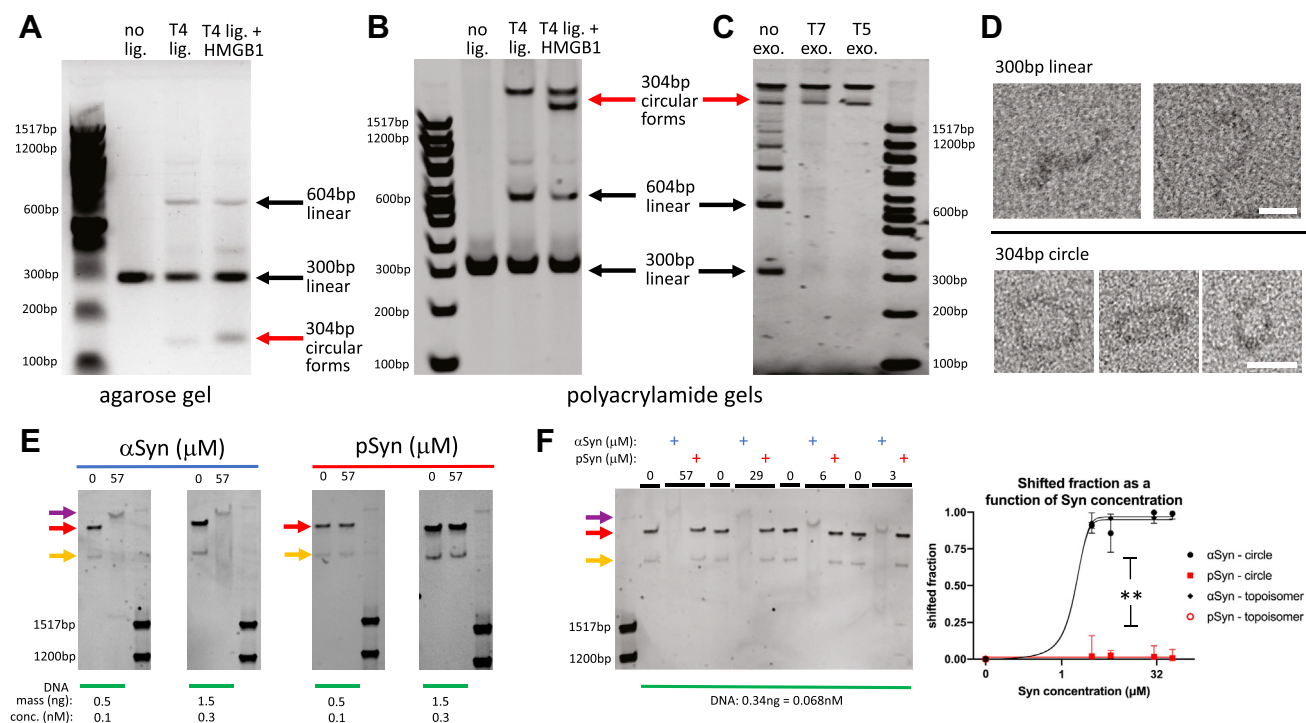 A
no
lig.
T4
lig.
T4 lig. +
HMGB1
1517bp
1200bp
600bp
300bp
200bp
100bp
604bp
linear
300bp
linear
304bp
circular
forms
agarose gel
B
no
lig.
T4
lig.
T4 lig. +
HMGB1
1517bp
1200bp
600bp
300bp
200bp
100bp
304bp
circular
forms
604bp
linear
300bp
linear
C
no
exo.
T7
exo.
T5
exo.
1517bp
1200bp
600bp
300bp
200bp
100bp
polyacrylamide gels
D
300bp linear
304bp circle
E
αSyn (μM)
0 57 0 57
pSyn (μM)
0 57 0 57
1517bp
1200bp
DNA
mass (ng): 0.5 1.5 0.5 1.5
conc. (nM): 0.1 0.3 0.1 0.3
F
αSyn (μM): + + + +
pSyn (μM): + + + +
0 57 0 29 0 6 0 3
1517bp
1200bp
DNA: 0.34ng = 0.068nM
Shifted fraction as a
function of Syn concentration
shifted fraction
1.00
0.75
0.50
0.25
0.00
0 1 32
Syn concentration (μM)
**
αSyn - circle
pSyn - circle
αSyn - topoisomer
pSyn - topoisomer